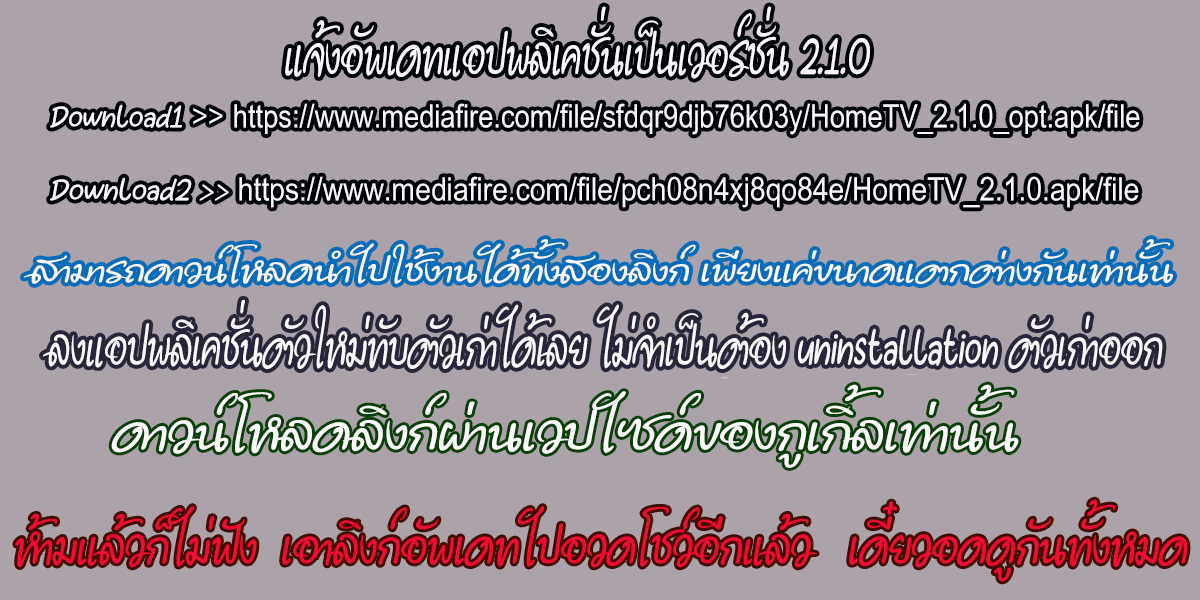 แจ้งอัพเดทแอปพลิเคชั่นเป็นเวอร์ชั่น 2.1.0
Download1 >> https://www.mediafire.com/file/sfdqr9djb76k03y/HomeTV_2.1.0_opt.apk/file
Download2 >> https://www.mediafire.com/file/pch08n4xj8qo84e/HomeTV_2.1.0.apk/file
สามารถดาวน์โหลดนำไปใช้งานได้ทั้งสองลิงก์ เพียงแค่ขนาดแตกต่างกันเท่านั้น
ลงแอปพลิเคชั่นตัวใหม่ทับตัวเก่าได้เลย ไม่จำเป็นต้อง uninstallation ตัวเก่าออก
ดาวน์โหลดลิงก์ผ่านเวปไซด์ของกูเกิ้ลเท่านั้น
ห้ามแล้วก็ไม่ฟัง เอาลิงก์อัพเดทไปอวดโชว์อีกแล้ว เดี๋ยวอดดูกันทั้งหมด